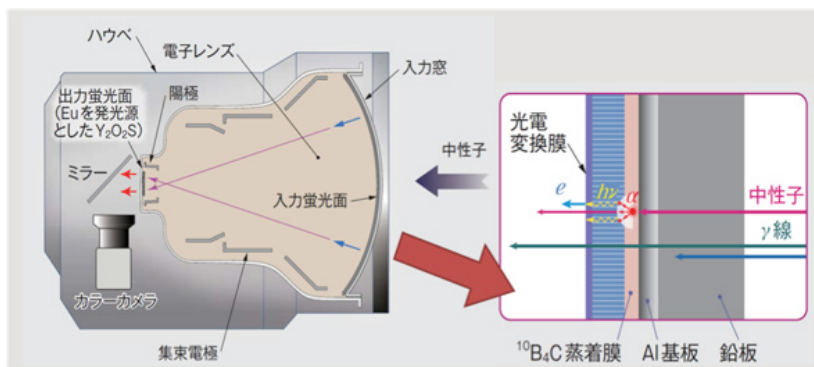 ハウベ
電子レンズ
入力窓
出力蛍光面
(Euを発光源
としたY₂O₂S)
陽極
ミラー
中性子
入力蛍光面
カラーカメラ
集束電極
光電
変換膜
e
hν
α
中性子
γ線
¹⁰B₄C蒸着膜
Al基板
鉛板